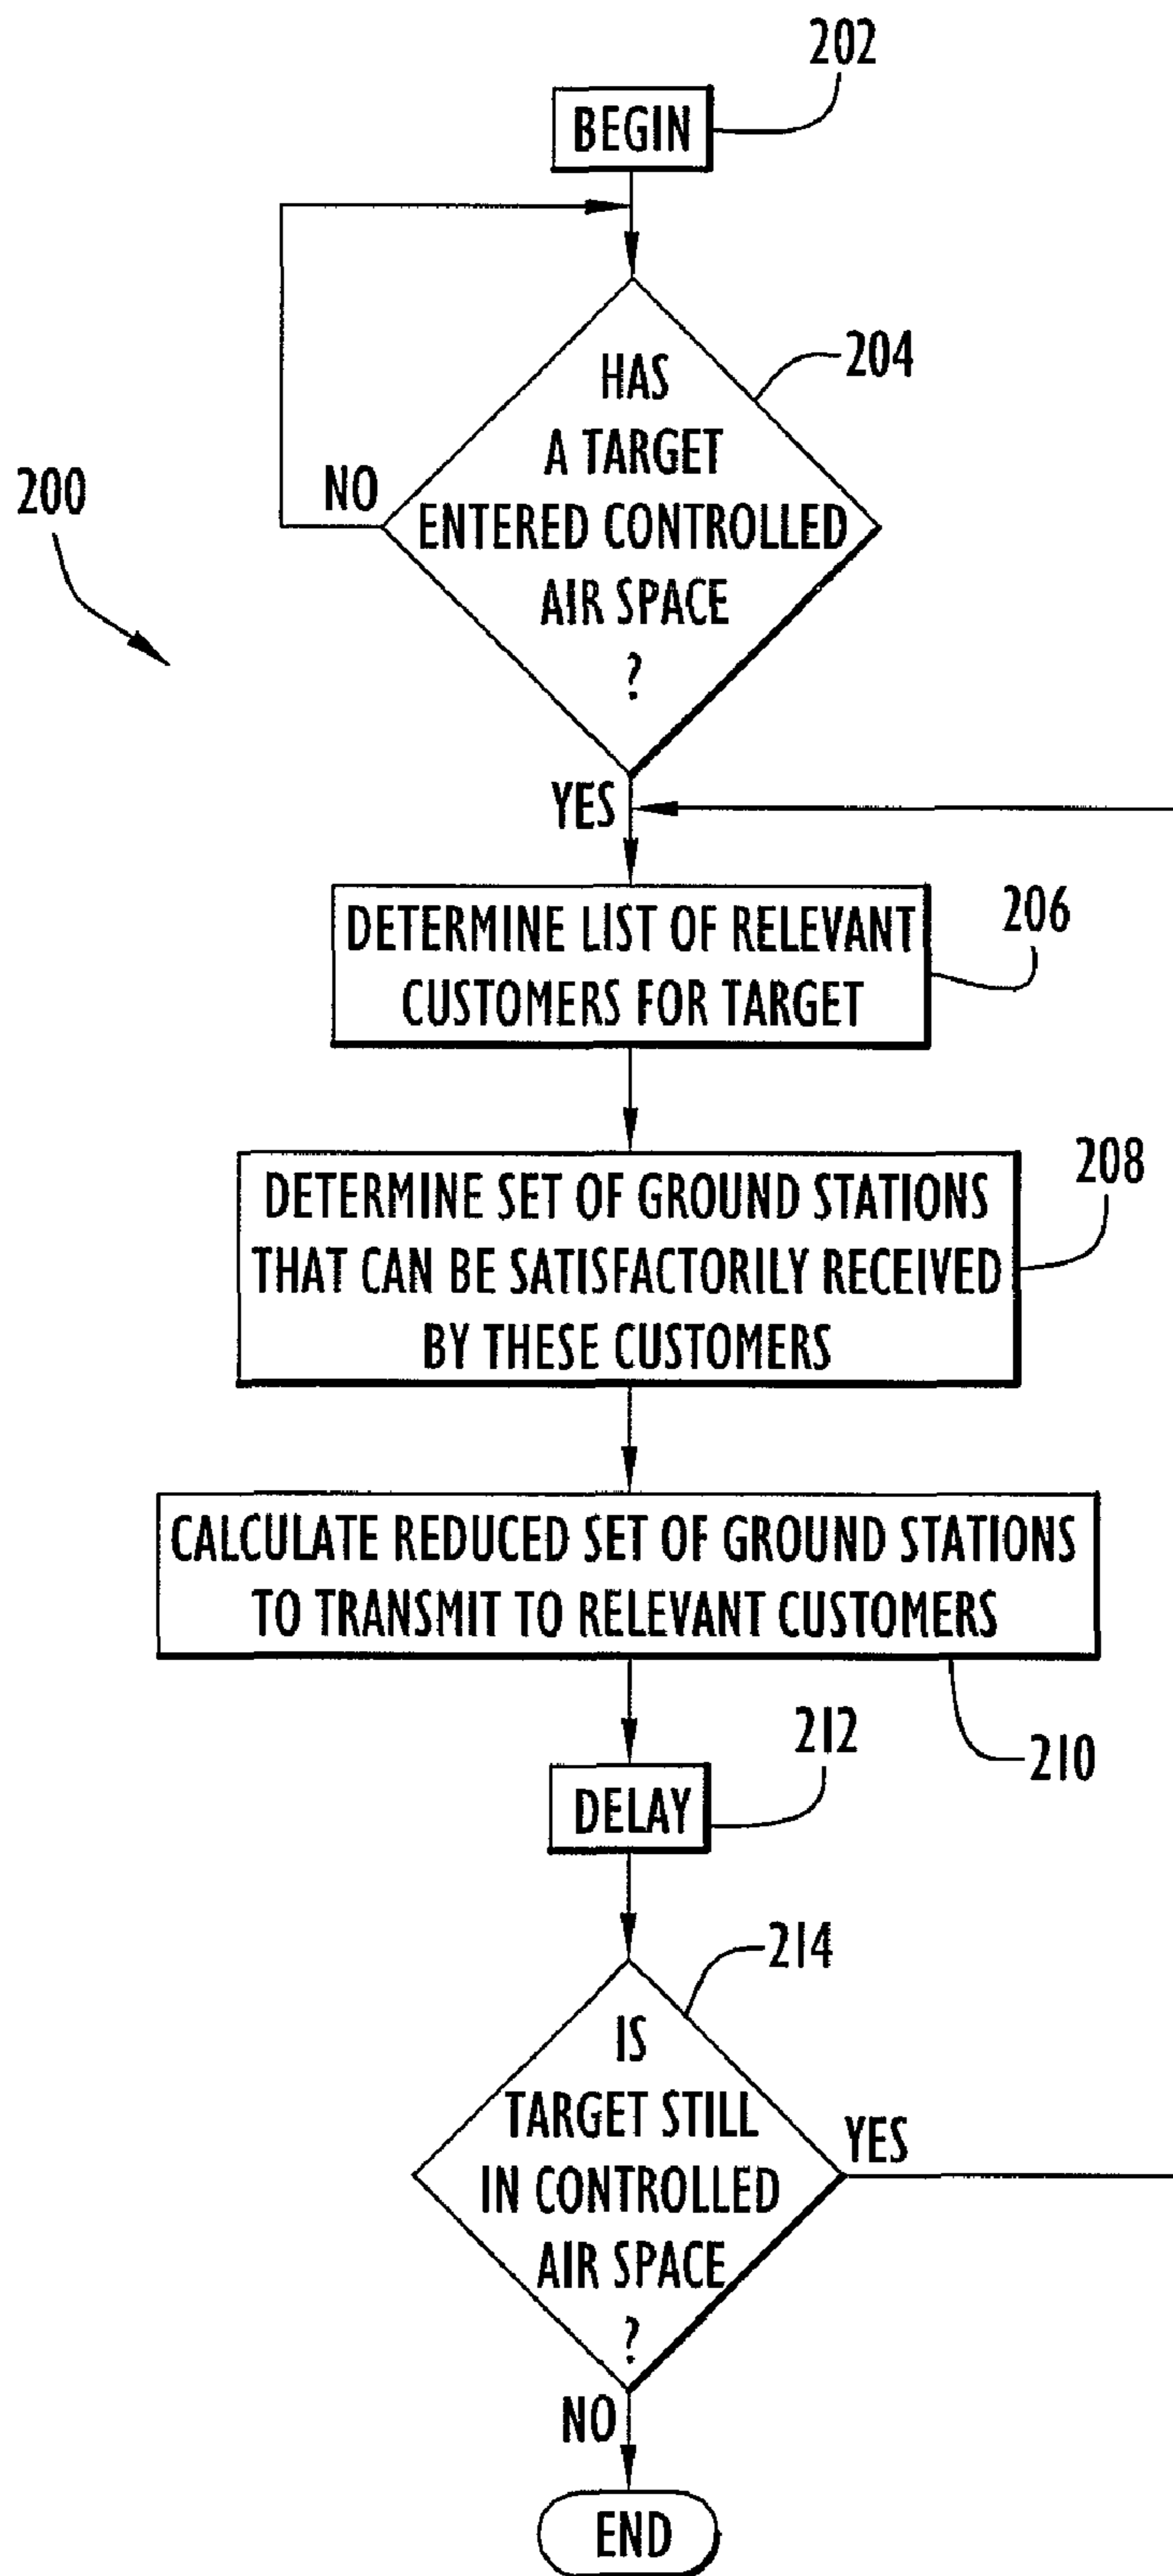 202
BEGIN
204
HAS
A TARGET
ENTERED CONTROLLED
AIR SPACE
?
NO
200
YES
206
DETERMINE LIST OF RELEVANT
CUSTOMERS FOR TARGET
208
DETERMINE SET OF GROUND STATIONS
THAT CAN BE SATISFACTORILY RECEIVED
BY THESE CUSTOMERS
CALCULATE REDUCED SET OF GROUND STATIONS
TO TRANSMIT TO RELEVANT CUSTOMERS
210
212
DELAY
214
IS
TARGET STILL
IN CONTROLLED
AIR SPACE
?
YES
NO
END